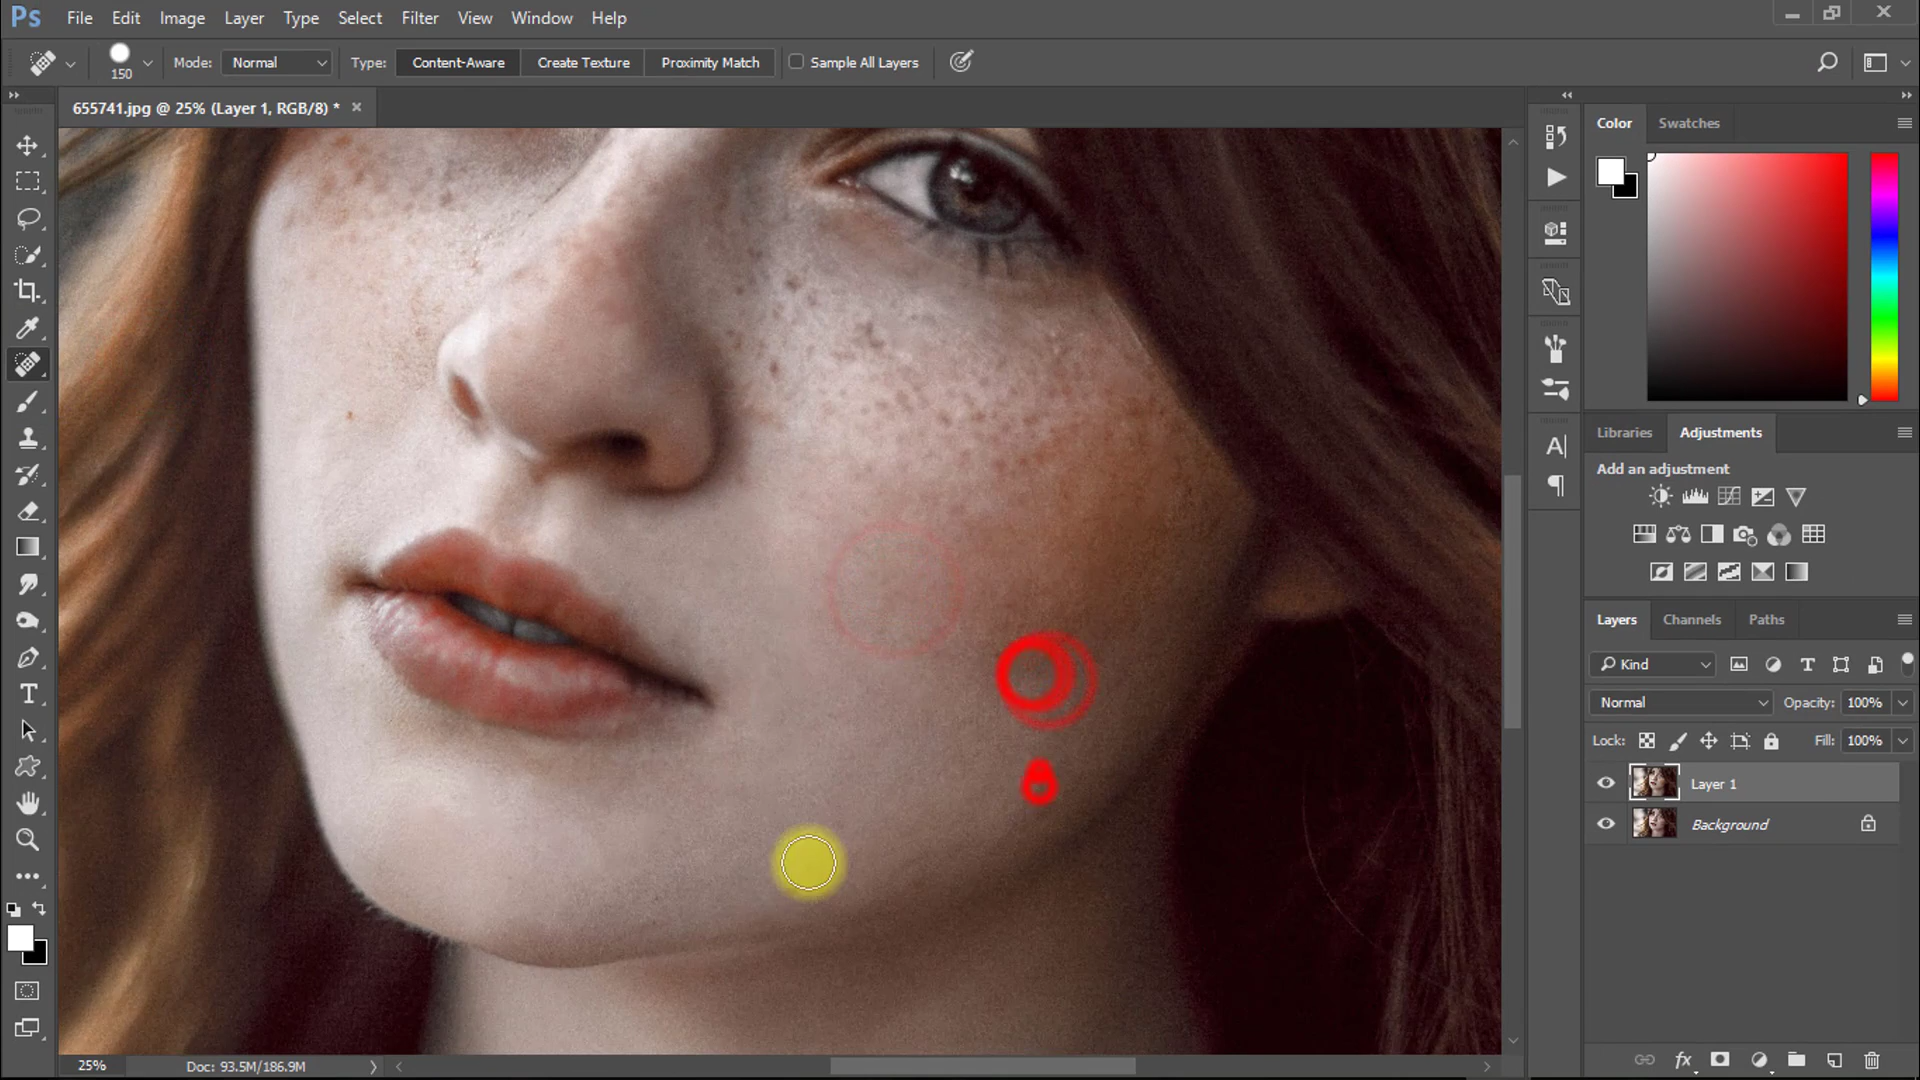 Ps File Edit Image Layer Type Select Filter View Window Help
150 Mode: Normal Type: Content-Aware Create Texture Proximity Match Sample All Layers
655741.jpg @ 25% (Layer 1, RGB/8) *
Color Swatches
Libraries Adjustments
Add an adjustment
Layers Channels Paths
Kind
Normal Opacity: 100%
Lock: Fill: 100%
Layer 1
Background
25% Doc: 93.5M/186.9M